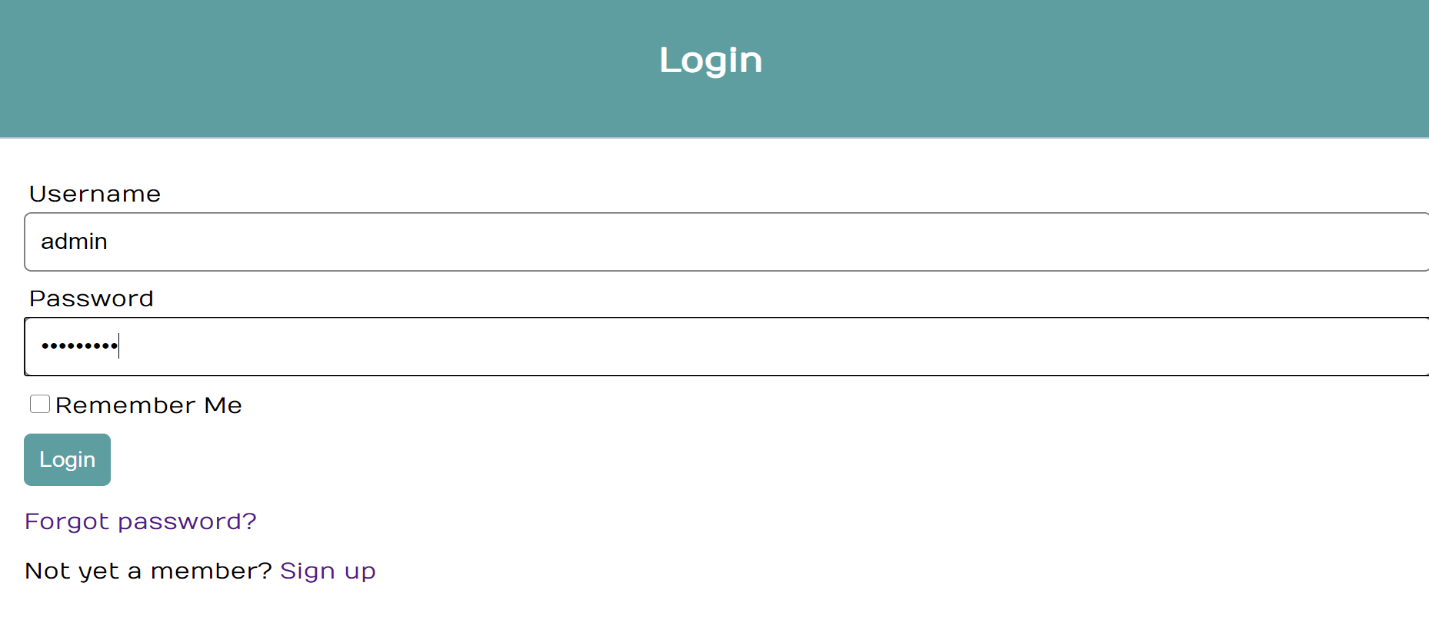 Login
Username
admin
Password
•••••••••
Remember Me
Login
Forgot password?
Not yet a member? Sign up